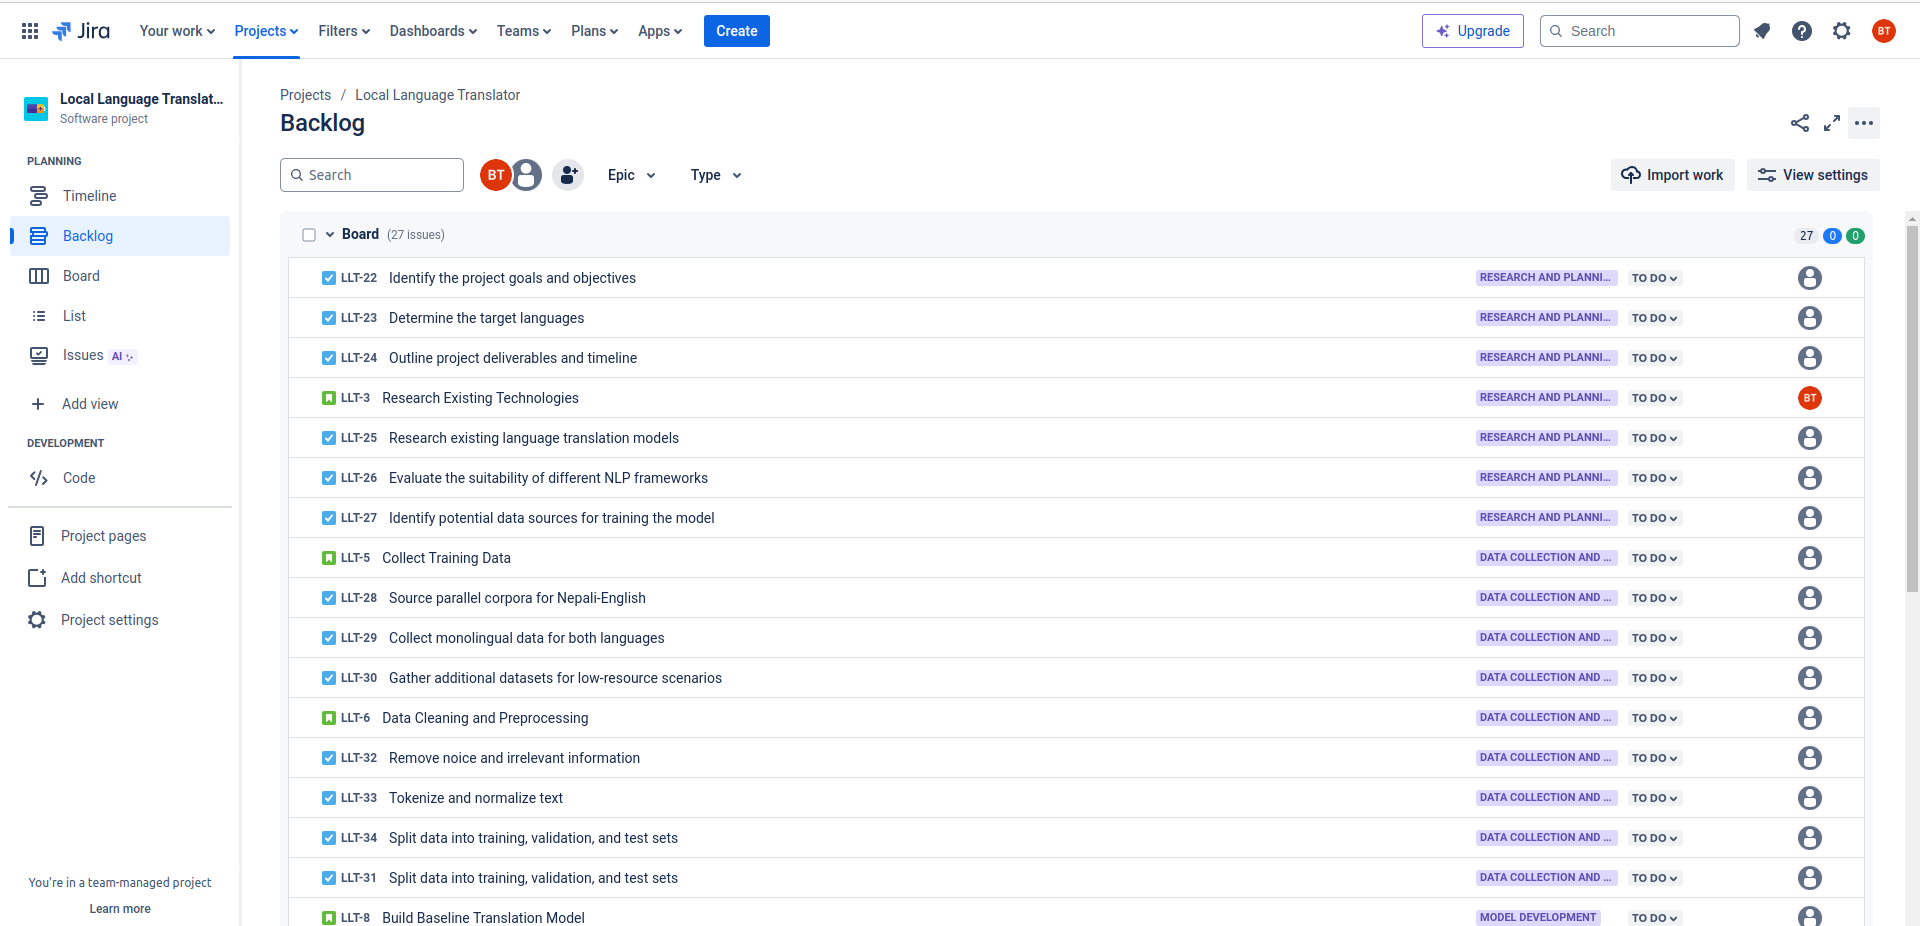 Jira
Your work Projects Filters Dashboards Teams Plans Apps Create Upgrade Search BT
Local Language Translat...
Software project
PLANNING
Timeline
Backlog
Board
List
Issues AI
Add view
DEVELOPMENT
Code
Project pages
Add shortcut
Project settings
You're in a team-managed project
Learn more
Projects / Local Language Translator
Backlog
Search BT Epic Type Import work View settings
Board (27 issues) 27 0 0
LLT-22 Identify the project goals and objectives RESEARCH AND PLANNI... TO DO
LLT-23 Determine the target languages RESEARCH AND PLANNI... TO DO
LLT-24 Outline project deliverables and timeline RESEARCH AND PLANNI... TO DO
LLT-3 Research Existing Technologies RESEARCH AND PLANNI... TO DO BT
LLT-25 Research existing language translation models RESEARCH AND PLANNI... TO DO
LLT-26 Evaluate the suitability of different NLP frameworks RESEARCH AND PLANNI... TO DO
LLT-27 Identify potential data sources for training the model RESEARCH AND PLANNI... TO DO
LLT-5 Collect Training Data DATA COLLECTION AND ... TO DO
LLT-28 Source parallel corpora for Nepali-English DATA COLLECTION AND ... TO DO
LLT-29 Collect monolingual data for both languages DATA COLLECTION AND ... TO DO
LLT-30 Gather additional datasets for low-resource scenarios DATA COLLECTION AND ... TO DO
LLT-6 Data Cleaning and Preprocessing DATA COLLECTION AND ... TO DO
LLT-32 Remove noice and irrelevant information DATA COLLECTION AND ... TO DO
LLT-33 Tokenize and normalize text DATA COLLECTION AND ... TO DO
LLT-34 Split data into training, validation, and test sets DATA COLLECTION AND ... TO DO
LLT-31 Split data into training, validation, and test sets DATA COLLECTION AND ... TO DO
LLT-8 Build Baseline Translation Model MODEL DEVELOPMENT TO DO